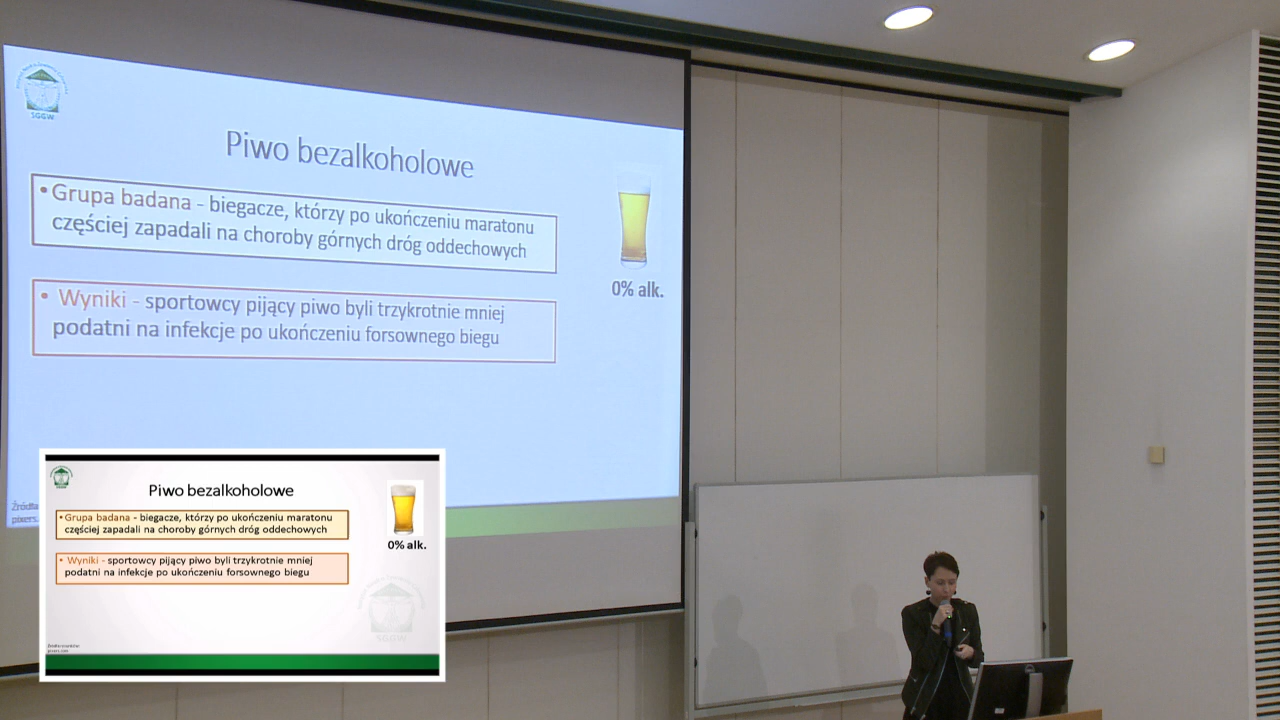 SGGW
Piwo bezalkoholowe
• Grupa badana - biegacze, którzy po ukończeniu maratonu
częściej zapadali na choroby górnych dróg oddechowych
0% alk.
• Wyniki - sportowcy pijący piwo byli trzykrotnie mniej
podatni na infekcje po ukończeniu forsownego biegu
Piwo bezalkoholowe
• Grupa badana - biegacze, którzy po ukończeniu maratonu
częściej zapadali na choroby górnych dróg oddechowych
0% alk.
• Wyniki - sportowcy pijący piwo byli trzykrotnie mniej
podatni na infekcje po ukończeniu forsownego biegu
SGGW